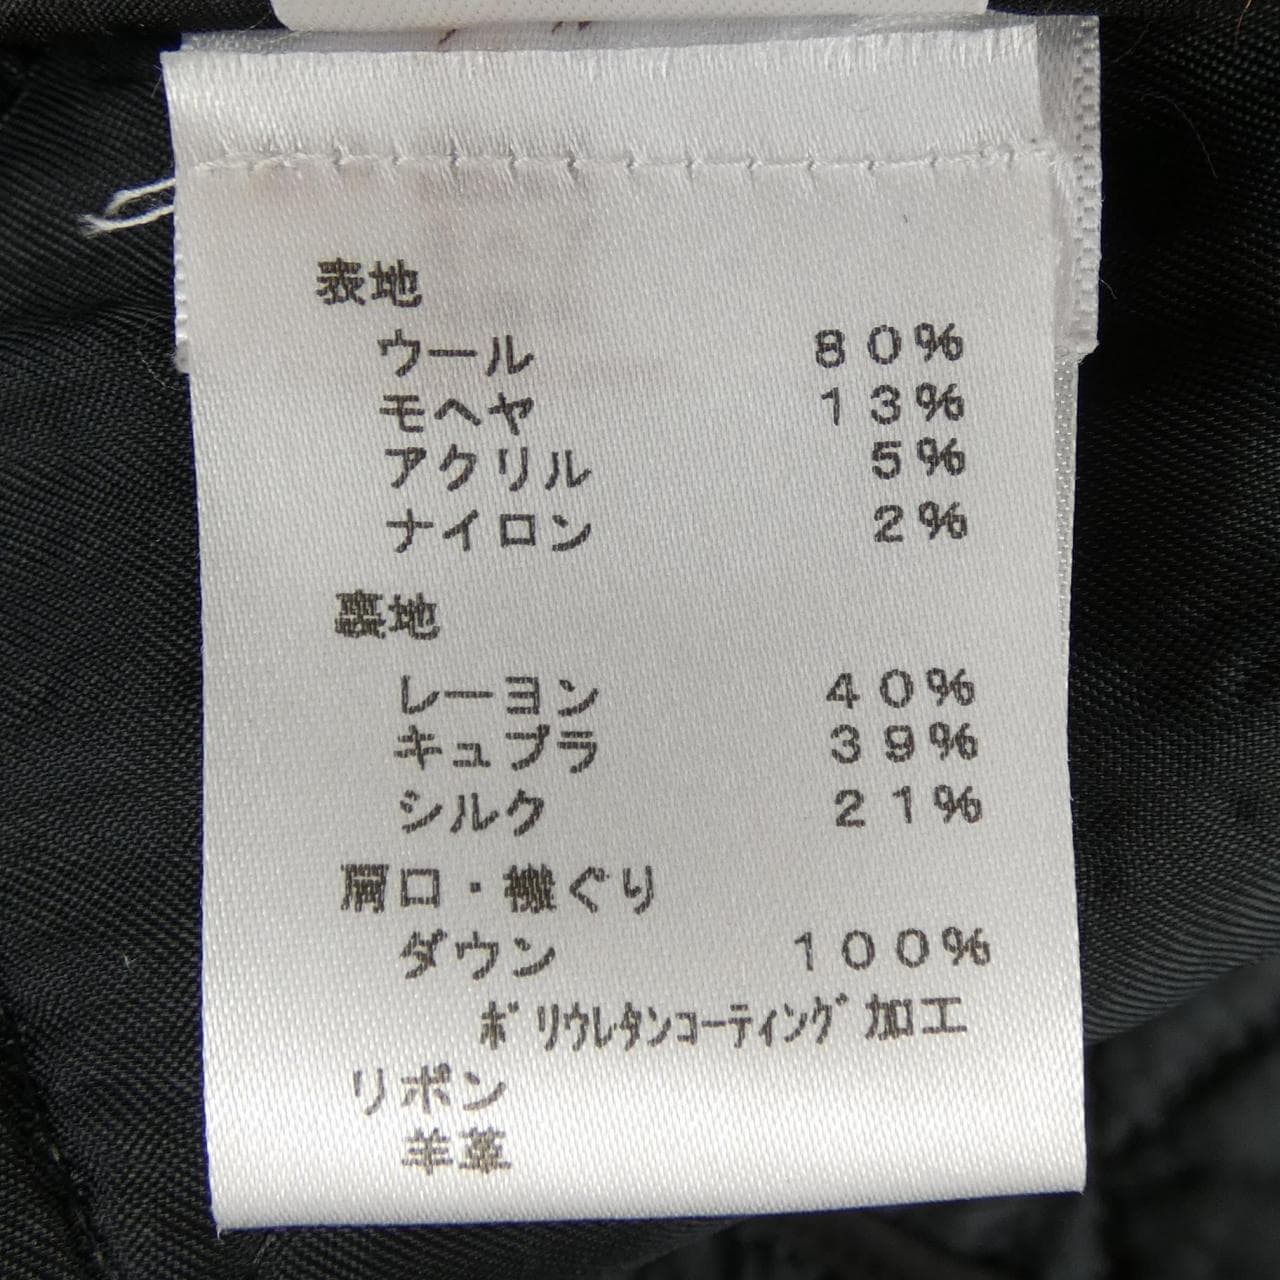 表地
ウール 80%
モヘヤ 13%
アクリル 5%
ナイロン 2%
裏地
レーヨン 40%
キュプラ 39%
シルク 21%
肩口・襟ぐり
ダウン 100%
ポリウレタンコーティング加工
リボン
羊革